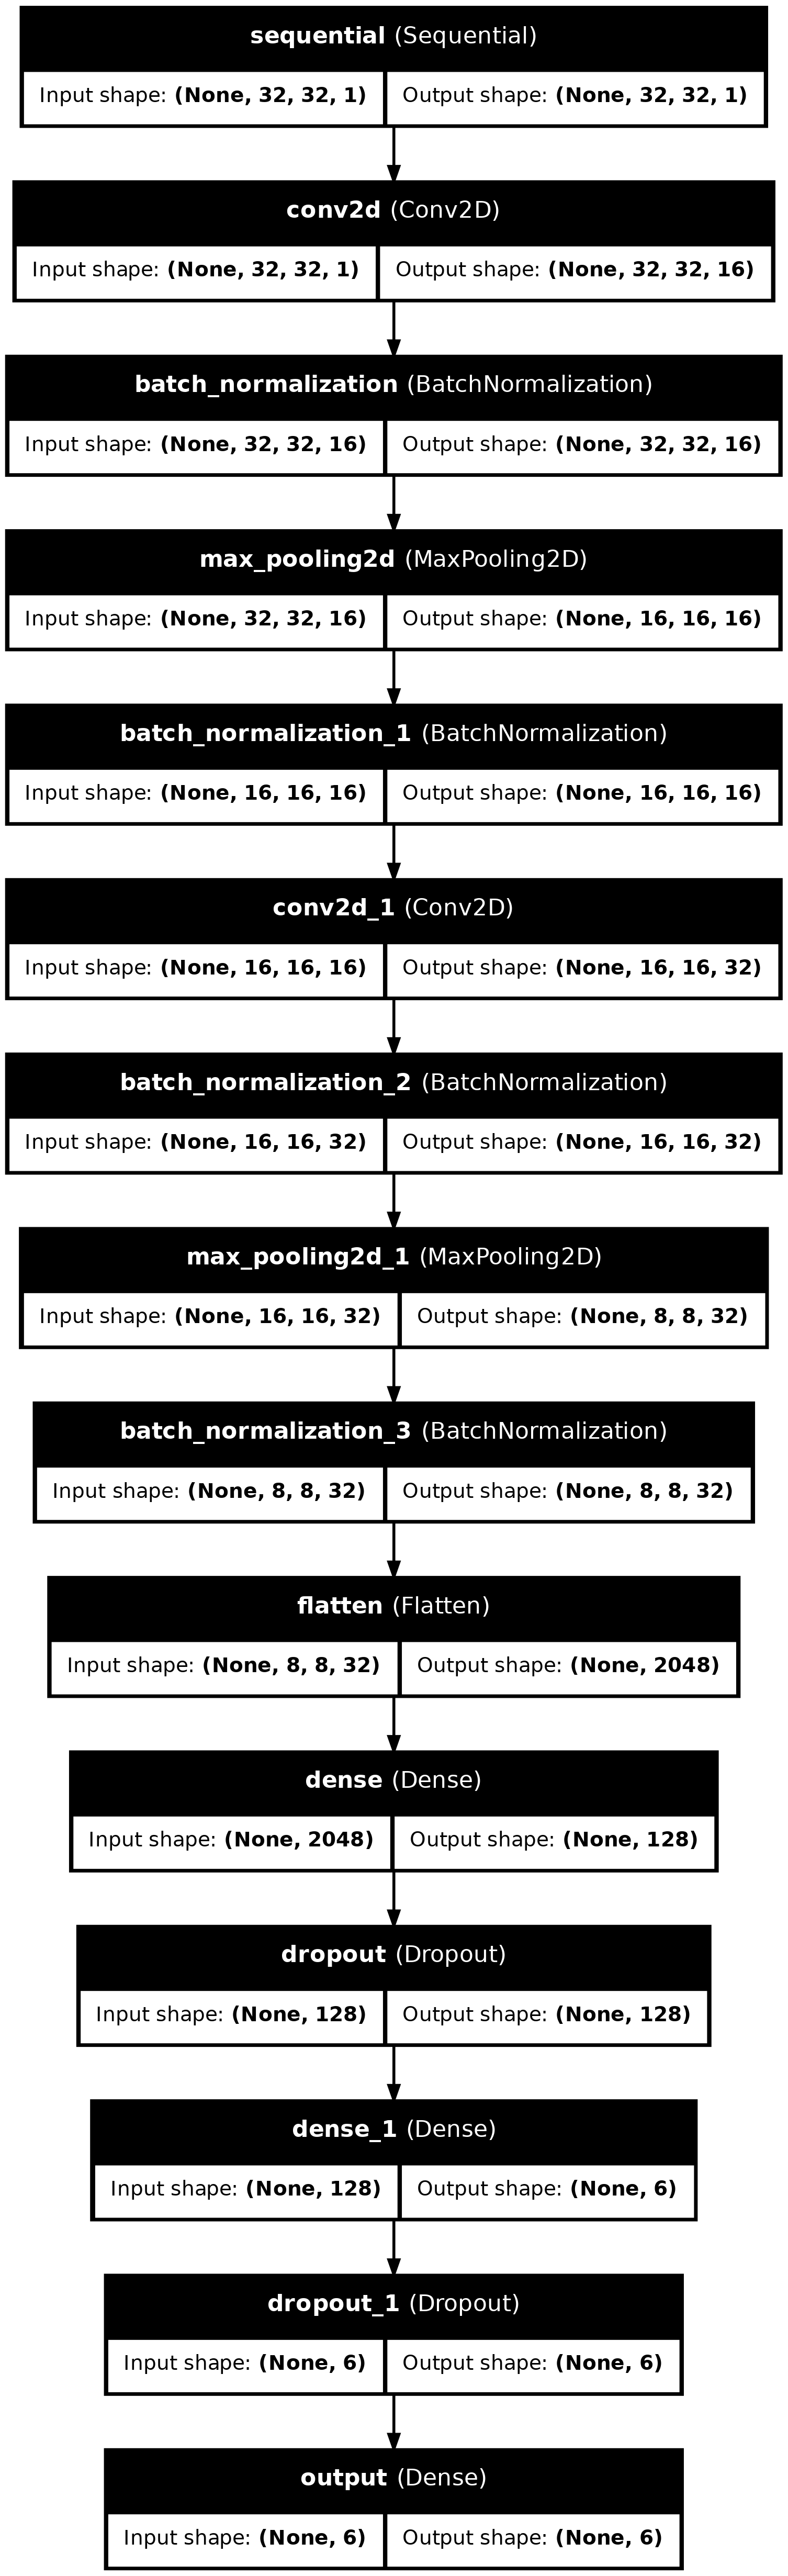 sequential (Sequential)
Input shape: (None, 32, 32, 1) Output shape: (None, 32, 32, 1)
conv2d (Conv2D)
Input shape: (None, 32, 32, 1) Output shape: (None, 32, 32, 16)
batch_normalization (BatchNormalization)
Input shape: (None, 32, 32, 16) Output shape: (None, 32, 32, 16)
max_pooling2d (MaxPooling2D)
Input shape: (None, 32, 32, 16) Output shape: (None, 16, 16, 16)
batch_normalization_1 (BatchNormalization)
Input shape: (None, 16, 16, 16) Output shape: (None, 16, 16, 16)
conv2d_1 (Conv2D)
Input shape: (None, 16, 16, 16) Output shape: (None, 16, 16, 32)
batch_normalization_2 (BatchNormalization)
Input shape: (None, 16, 16, 32) Output shape: (None, 16, 16, 32)
max_pooling2d_1 (MaxPooling2D)
Input shape: (None, 16, 16, 32) Output shape: (None, 8, 8, 32)
batch_normalization_3 (BatchNormalization)
Input shape: (None, 8, 8, 32) Output shape: (None, 8, 8, 32)
flatten (Flatten)
Input shape: (None, 8, 8, 32) Output shape: (None, 2048)
dense (Dense)
Input shape: (None, 2048) Output shape: (None, 128)
dropout (Dropout)
Input shape: (None, 128) Output shape: (None, 128)
dense_1 (Dense)
Input shape: (None, 128) Output shape: (None, 6)
dropout_1 (Dropout)
Input shape: (None, 6) Output shape: (None, 6)
output (Dense)
Input shape: (None, 6) Output shape: (None, 6)